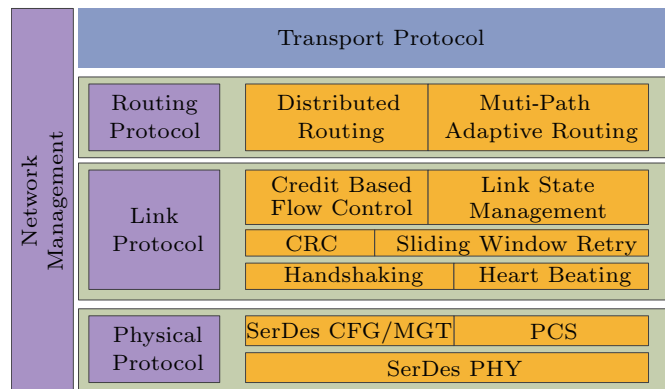 Network
Management
Transport Protocol
Routing
Protocol
Distributed
Routing
Muti-Path
Adaptive Routing
Link
Protocol
Credit Based
Flow Control
Link State
Management
CRC
Sliding Window Retry
Handshaking
Heart Beating
Physical
Protocol
SerDes CFG/MGT
PCS
SerDes PHY